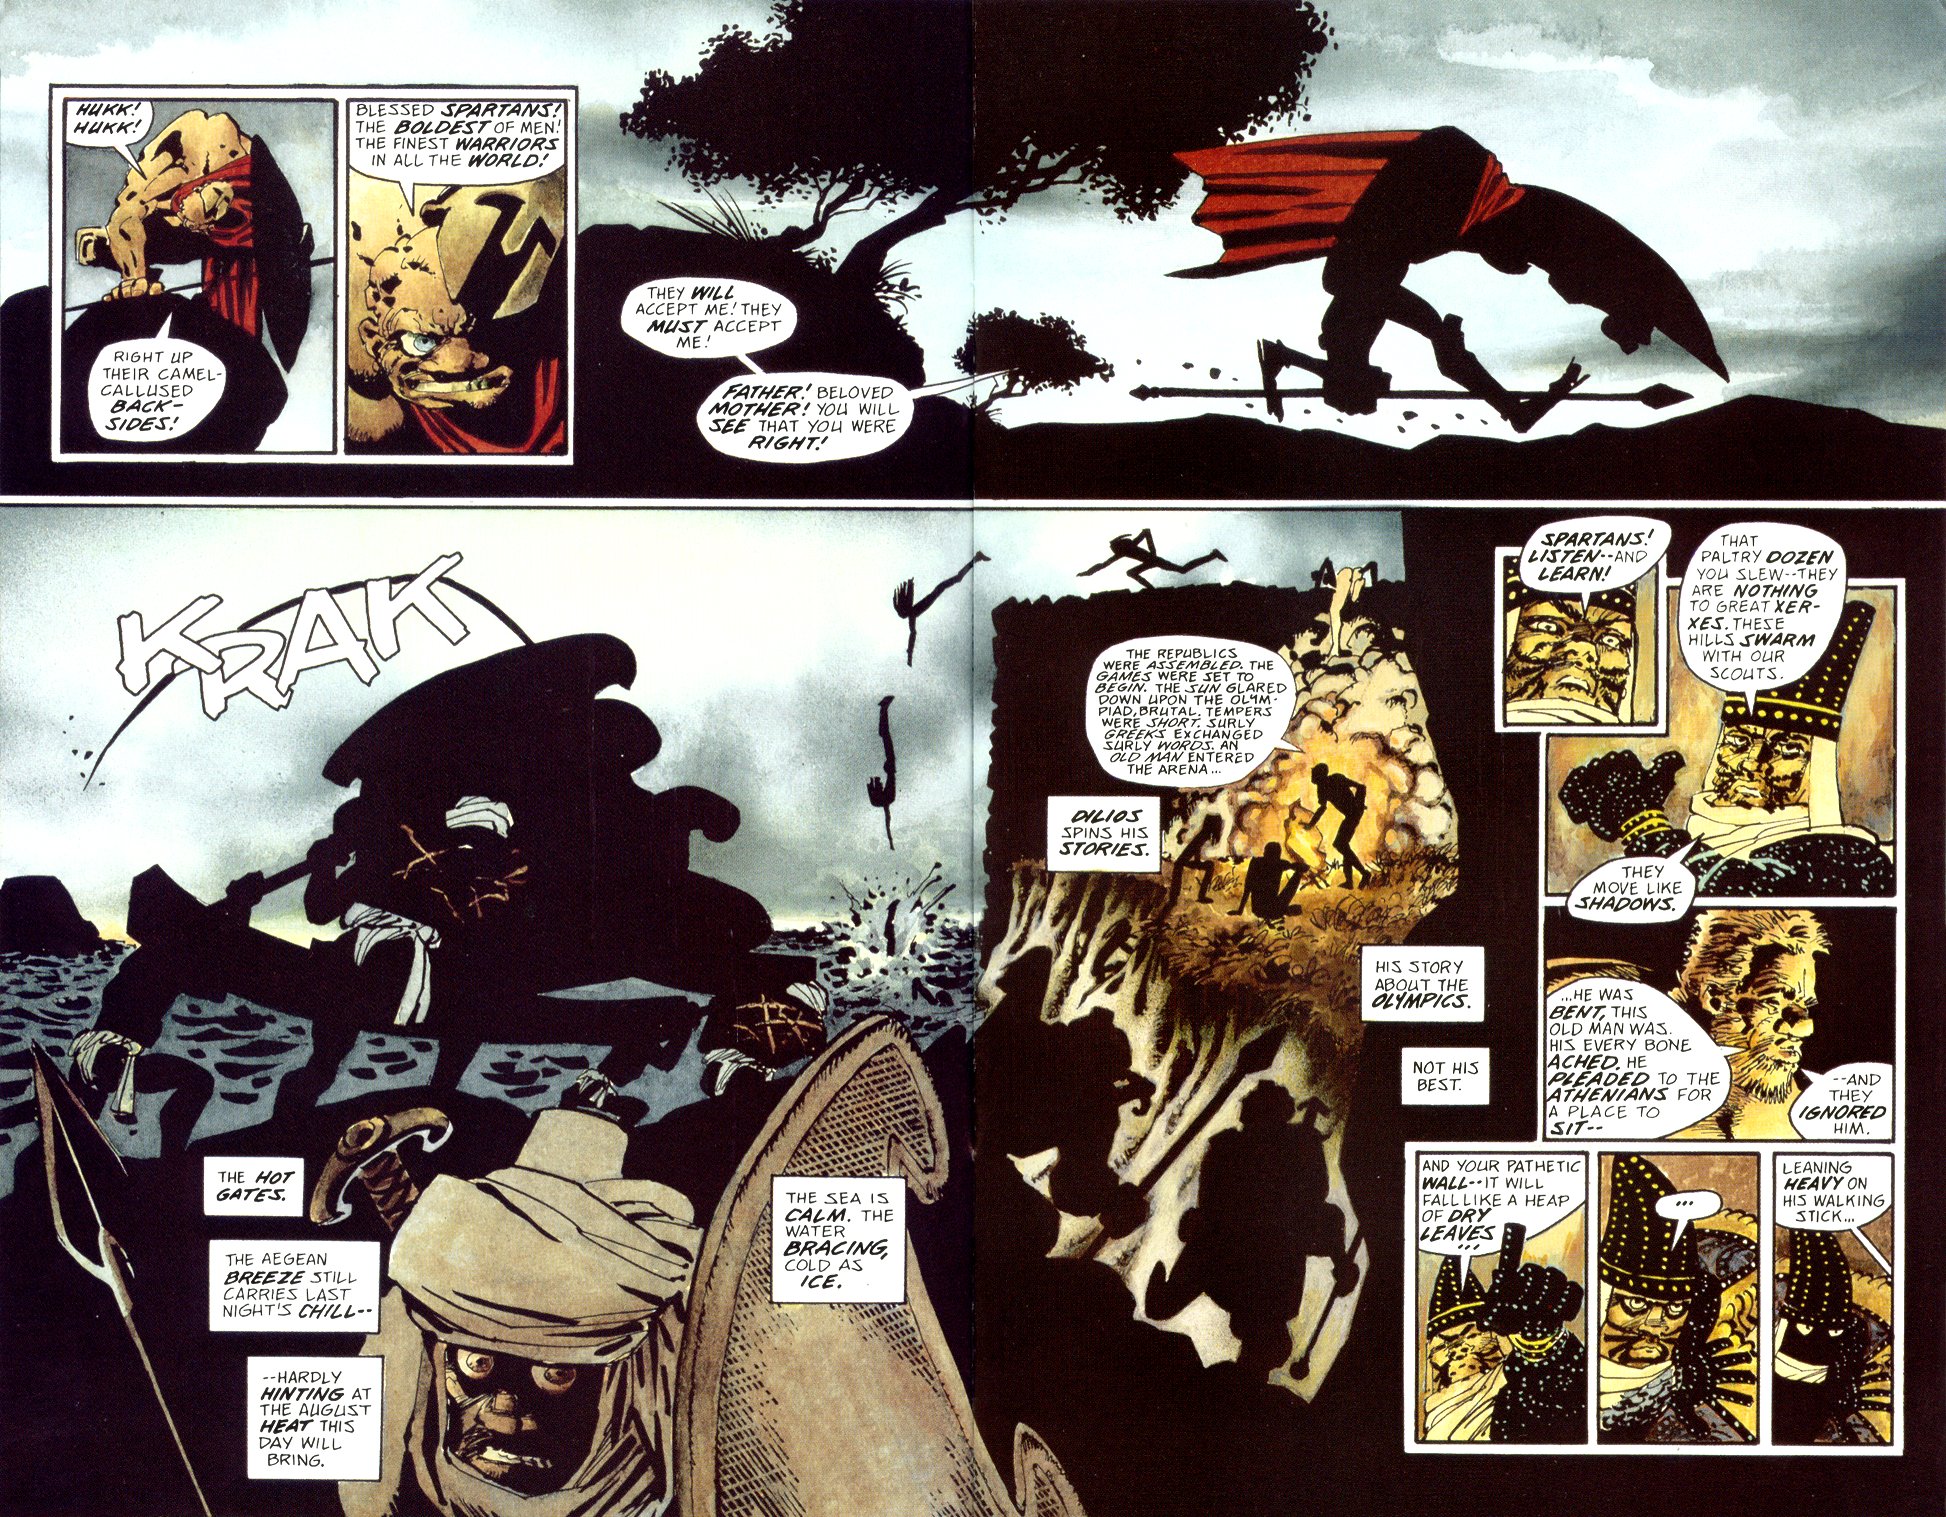 HUKK!
HUKK!
RIGHT UP
THEIR CAMEL-
CALLUSED
BACK-
SIDES!
BLESSED SPARTANS!
THE BOLDEST OF MEN!
THE FINEST WARRIORS
IN ALL THE WORLD!
THEY WILL
ACCEPT ME! THEY
MUST ACCEPT
ME!
FATHER! BELOVED
MOTHER! YOU WILL
SEE THAT YOU WERE
RIGHT!
KRAK
THE HOT
GATES.
THE AEGEAN
BREEZE STILL
CARRIES LAST
NIGHT'S CHILL--
--HARDLY
HINTING AT
THE AUGUST
HEAT THIS
DAY WILL
BRING.
THE SEA IS
CALM. THE
WATER
BRACING,
COLD AS
ICE.
THE REPUBLICS
WERE ASSEMBLED. THE
GAMES WERE SET TO
BEGIN. THE SUN GLARED
DOWN UPON THE OLYM-
PIAD, BRUTAL. TEMPERS
WERE SHORT. SURLY
GREEKS EXCHANGED
SURLY WORDS. AN
OLD MAN ENTERED
THE ARENA...
DILIOS
SPINS HIS
STORIES.
HIS STORY
ABOUT THE
OLYMPICS.
NOT HIS
BEST.
SPARTANS!
LISTEN--AND
LEARN!
THAT
PALTRY DOZEN
YOU SLEW--THEY
ARE NOTHING
TO GREAT XER-
XES. THESE
HILLS SWARM
WITH OUR
SCOUTS.
THEY
MOVE LIKE
SHADOWS.
...HE WAS
BENT, THIS
OLD MAN WAS.
HIS EVERY BONE
ACHED. HE
PLEADED TO THE
ATHENIANS FOR
A PLACE TO
SIT--
--AND
THEY
IGNORED
HIM.
AND YOUR PATHETIC
WALL--IT WILL
FALL LIKE A HEAP
OF DRY
LEAVES
...
...
LEANING
HEAVY ON
HIS WALKING
STICK...